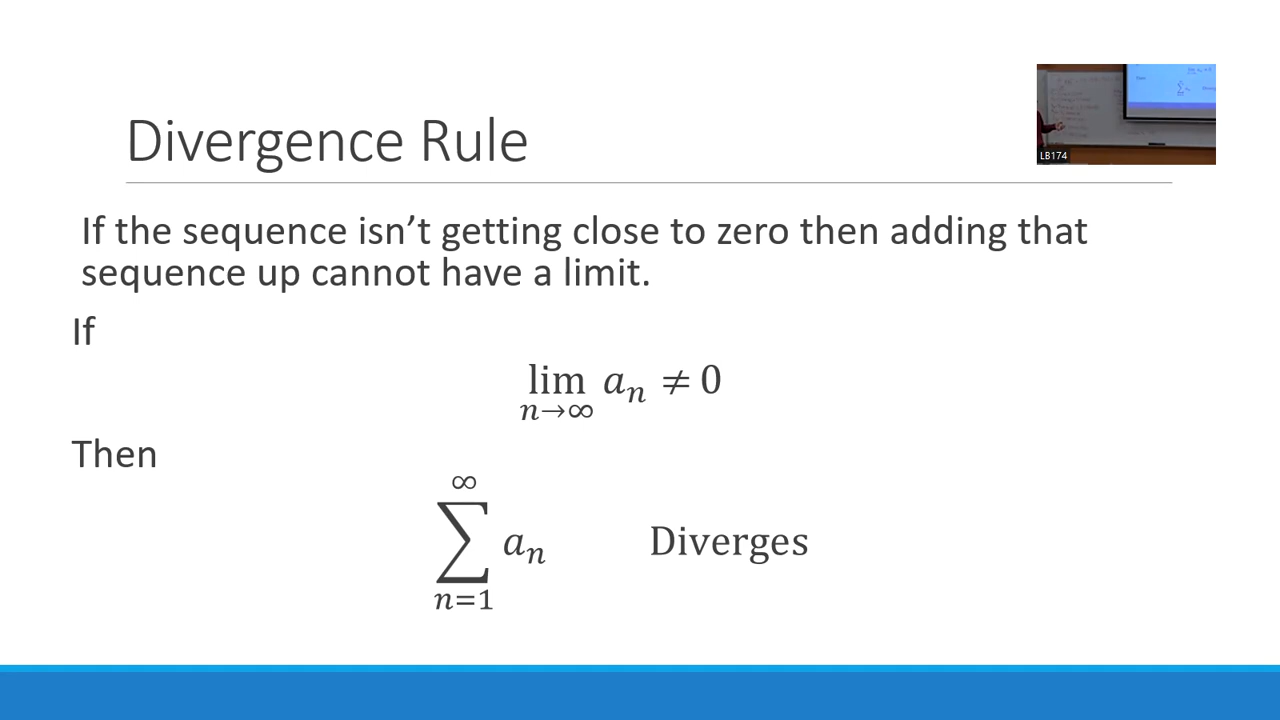 Divergence Rule
LB174
If the sequence isn’t getting close to zero then adding that
sequence up cannot have a limit.
If
lim a_n ≠ 0
n→∞
Then
∞
∑ a_n Diverges
n=1